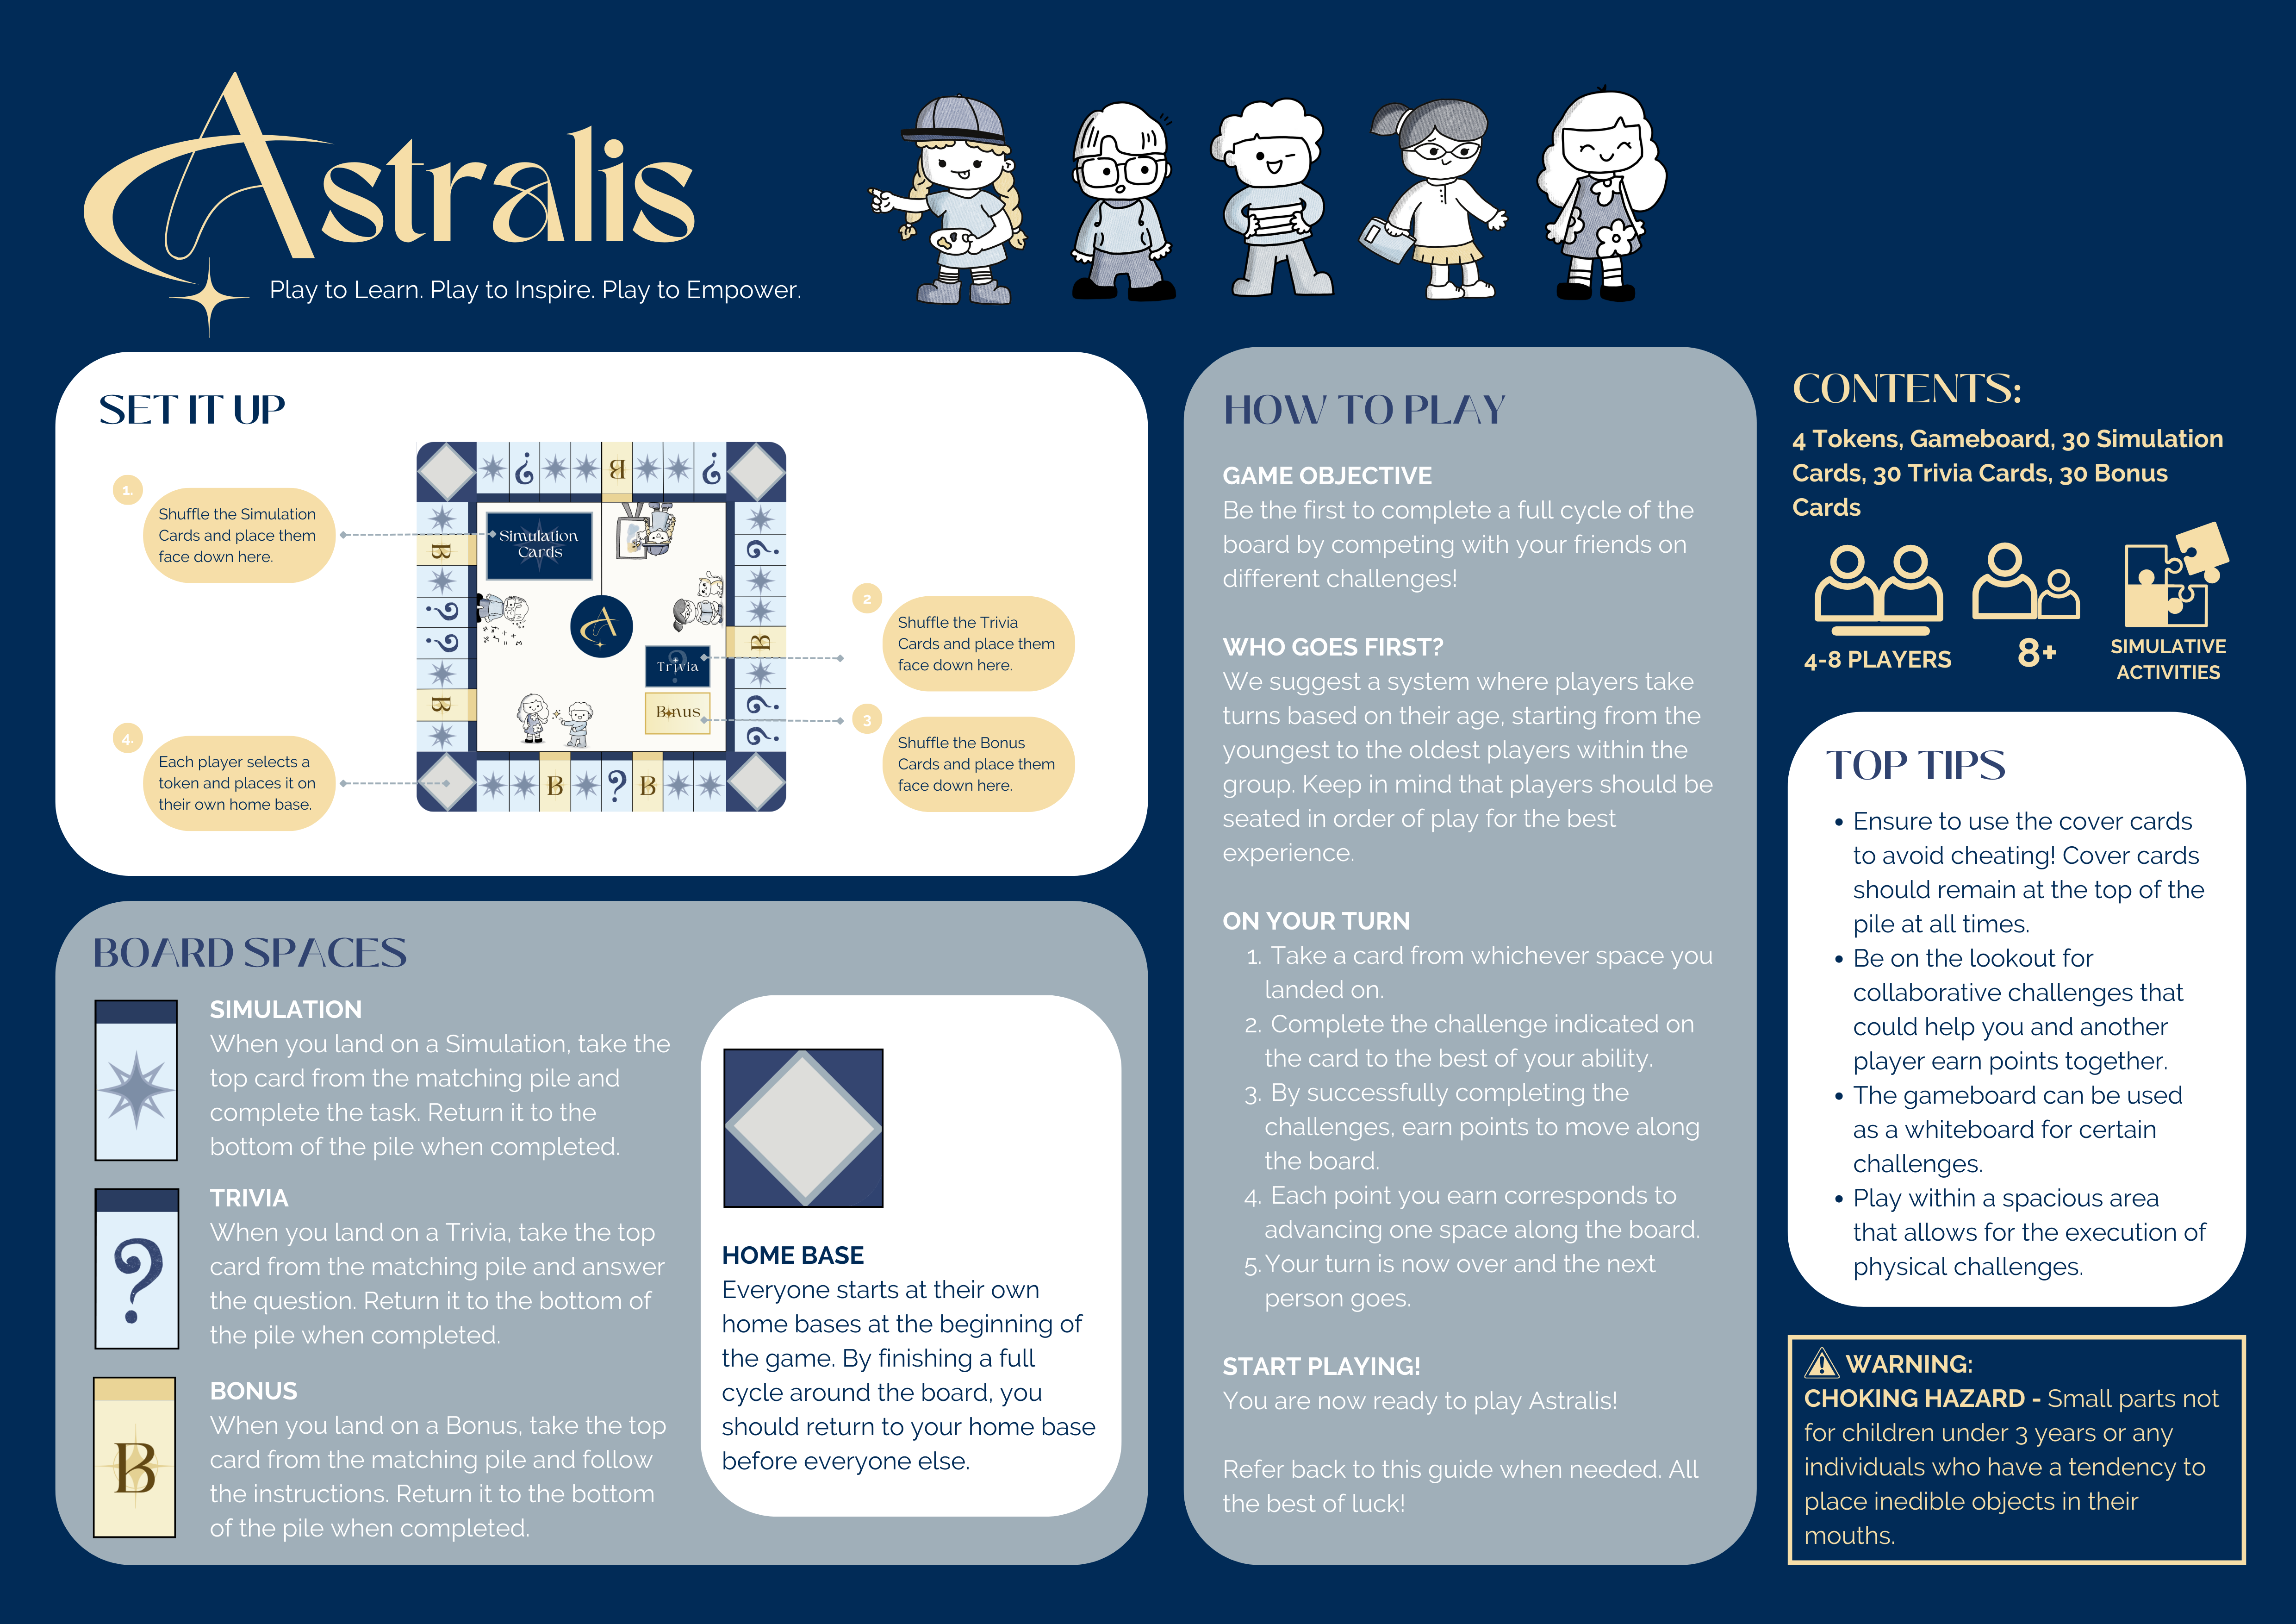 Astralis
Play to Learn. Play to Inspire. Play to Empower.
SET IT UP
1.
Shuffle the Simulation
Cards and place them
face down here.
2
Shuffle the Trivia
Cards and place them
face down here.
3
Shuffle the Bonus
Cards and place them
face down here.
4.
Each player selects a
token and places it on
their own home base.
? B ?
B ? ? B
? B ? ?
B ? B
Simulation
Cards
A
Trivia
Bonus
BOARD SPACES
SIMULATION
When you land on a Simulation, take the
top card from the matching pile and
complete the task. Return it to the
bottom of the pile when completed.
?
TRIVIA
When you land on a Trivia, take the top
card from the matching pile and answer
the question. Return it to the bottom of
the pile when completed.
B
BONUS
When you land on a Bonus, take the top
card from the matching pile and follow
the instructions. Return it to the bottom
of the pile when completed.
HOME BASE
Everyone starts at their own
home bases at the beginning of
the game. By finishing a full
cycle around the board, you
should return to your home base
before everyone else.
HOW TO PLAY
GAME OBJECTIVE
Be the first to complete a full cycle of the
board by competing with your friends on
different challenges!
WHO GOES FIRST?
We suggest a system where players take
turns based on their age, starting from the
youngest to the oldest players within the
group. Keep in mind that players should be
seated in order of play for the best
experience.
ON YOUR TURN
1. Take a card from whichever space you
landed on.
2. Complete the challenge indicated on
the card to the best of your ability.
3. By successfully completing the
challenges, earn points to move along
the board.
4. Each point you earn corresponds to
advancing one space along the board.
5. Your turn is now over and the next
person goes.
START PLAYING!
You are now ready to play Astralis!
Refer back to this guide when needed. All
the best of luck!
CONTENTS:
4 Tokens, Gameboard, 30 Simulation
Cards, 30 Trivia Cards, 30 Bonus
Cards
4-8 PLAYERS
8+
SIMULATIVE
ACTIVITIES
TOP TIPS
• Ensure to use the cover cards
to avoid cheating! Cover cards
should remain at the top of the
pile at all times.
• Be on the lookout for
collaborative challenges that
could help you and another
player earn points together.
• The gameboard can be used
as a whiteboard for certain
challenges.
• Play within a spacious area
that allows for the execution of
physical challenges.
WARNING:
CHOKING HAZARD - Small parts not
for children under 3 years or any
individuals who have a tendency to
place inedible objects in their
mouths.